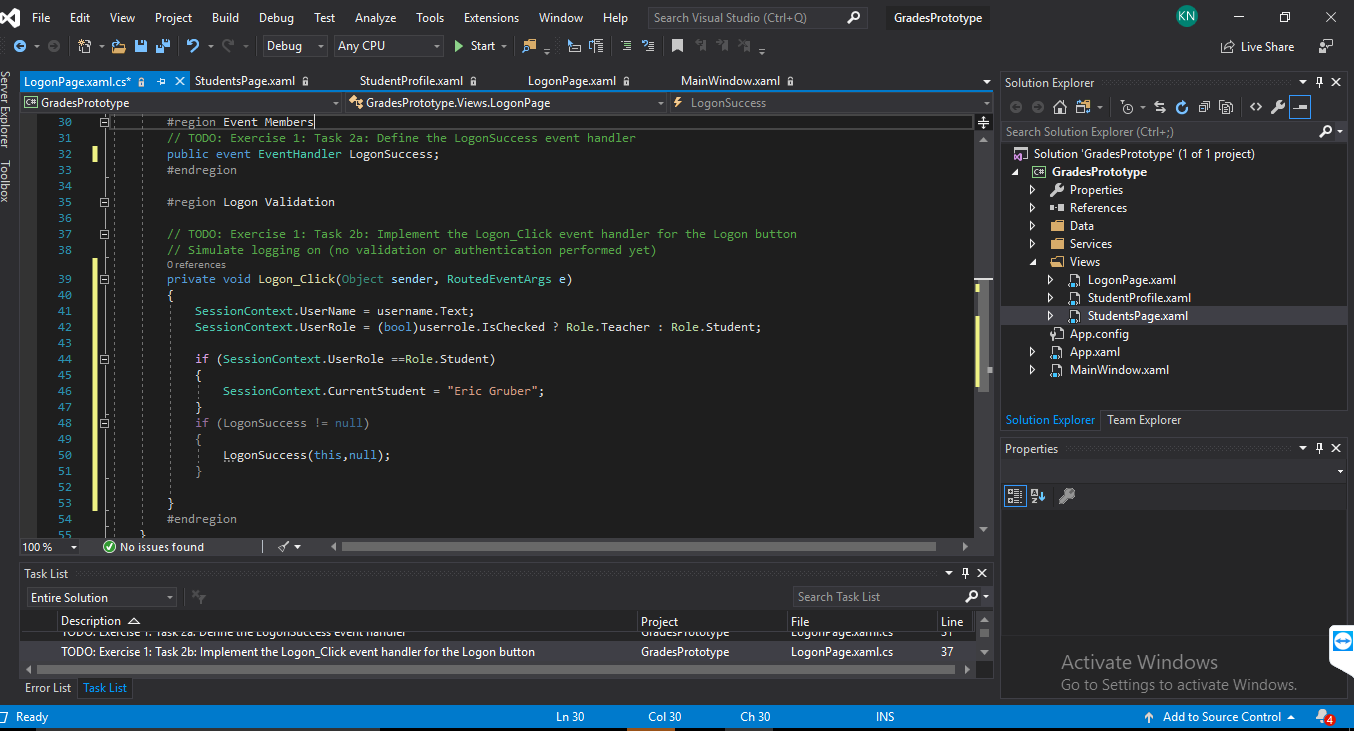 File Edit View Project Build Debug Test Analyze Tools Extensions Window Help Search Visual Studio (Ctrl+Q) GradesPrototype KN
Debug Any CPU Start Live Share
Server Explorer
Toolbox
LogonPage.xaml.cs* StudentsPage.xaml StudentProfile.xaml LogonPage.xaml MainWindow.xaml
C# GradesPrototype GradesPrototype.Views.LogonPage LogonSuccess
30 #region Event Members
31 // TODO: Exercise 1: Task 2a: Define the LogonSuccess event handler
32 public event EventHandler LogonSuccess;
33 #endregion
34
35 #region Logon Validation
36
37 // TODO: Exercise 1: Task 2b: Implement the Logon_Click event handler for the Logon button
38 // Simulate logging on (no validation or authentication performed yet)
0 references
39 private void Logon_Click(Object sender, RoutedEventArgs e)
40 {
41 SessionContext.UserName = username.Text;
42 SessionContext.UserRole = (bool)userrole.IsChecked ? Role.Teacher : Role.Student;
43
44 if (SessionContext.UserRole ==Role.Student)
45 {
46 SessionContext.CurrentStudent = "Eric Gruber";
47 }
48 if (LogonSuccess != null)
49 {
50 LogonSuccess(this,null);
51 }
52
53 }
54 #endregion
55 }
100 % No issues found
Task List
Entire Solution Search Task List
Description Project File Line
TODO: Exercise 1: Task 2a: Define the LogonSuccess event handler GradesPrototype LogonPage.xaml.cs 31
TODO: Exercise 1: Task 2b: Implement the Logon_Click event handler for the Logon button GradesPrototype LogonPage.xaml.cs 37
Error List Task List
Solution Explorer
Search Solution Explorer (Ctrl+;)
Solution 'GradesPrototype' (1 of 1 project)
C# GradesPrototype
Properties
References
Data
Services
Views
LogonPage.xaml
StudentProfile.xaml
StudentsPage.xaml
App.config
App.xaml
MainWindow.xaml
Solution Explorer Team Explorer
Properties
Activate Windows
Go to Settings to activate Windows.
Ready Ln 30 Col 30 Ch 30 INS Add to Source Control 4